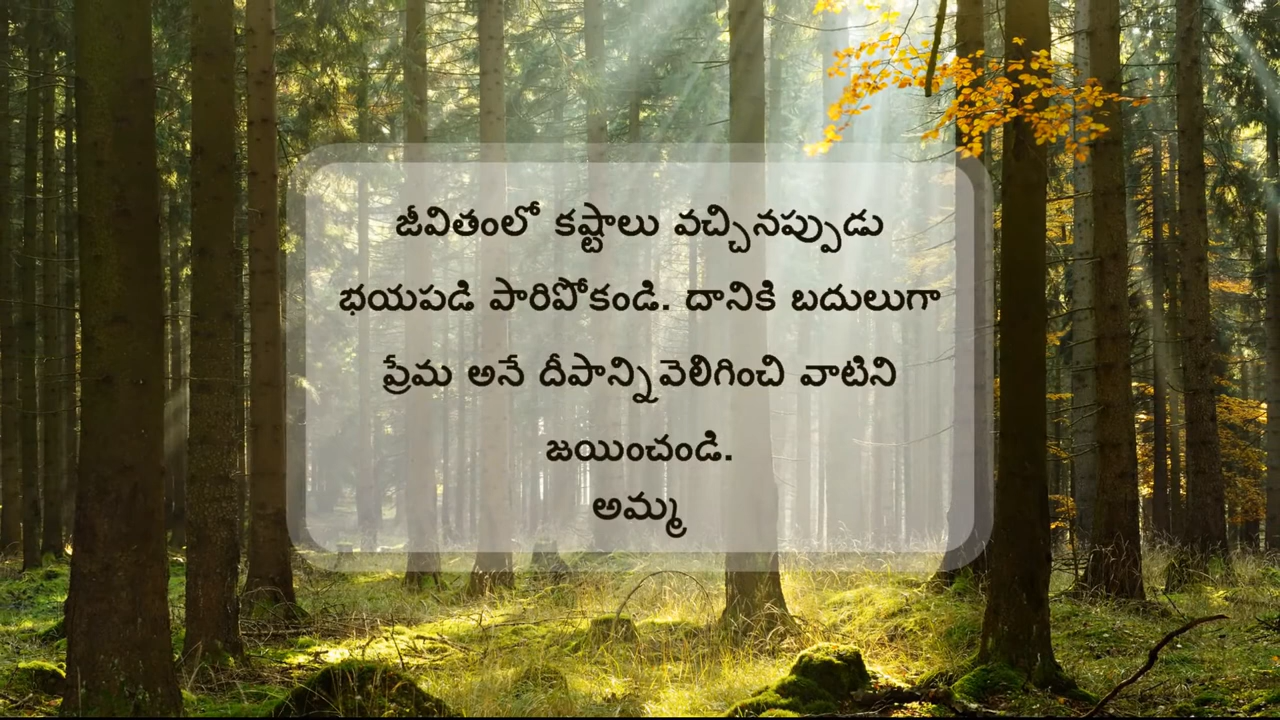 జీవితంలో కష్టాలు వచ్చినప్పుడు
భయపడి పారిపోకండి. దానికి బదులుగా
ప్రేమ అనే దీపాన్ని వెలిగించి వాటిని
జయించండి.
అమ్మ